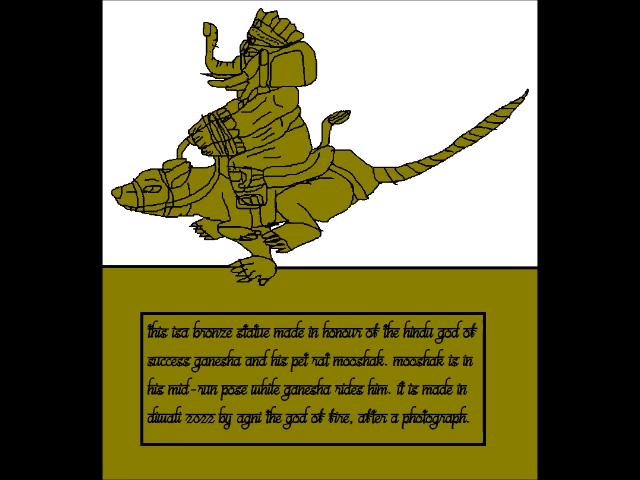 this isa bronze statue made in honour of the hindu god of
success ganesha and his pet rat mooshak. mooshak is in
his mid-run pose while ganesha rides him. it is made in
diwali 2022 by agni the god of fire, after a photograph.